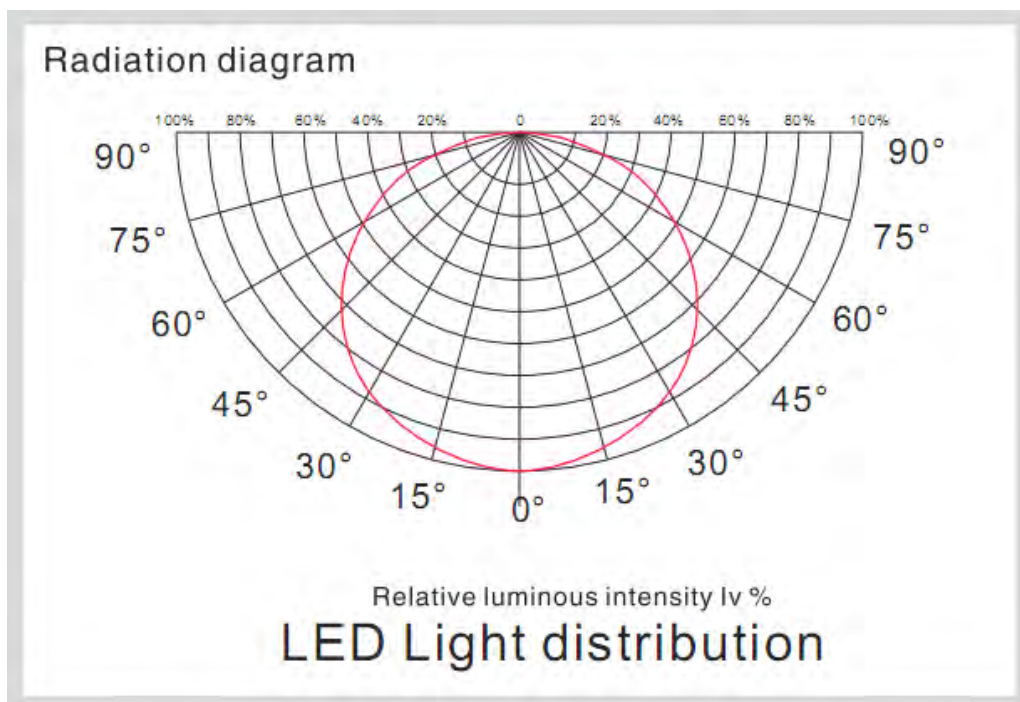 Radiation diagram
100% 80% 60% 40% 20% 0 20% 40% 60% 80% 100%
90° 90°
75° 75°
60° 60°
45° 45°
30° 30°
15° 15°
0°
Relative luminous intensity Iv %
LED Light distribution